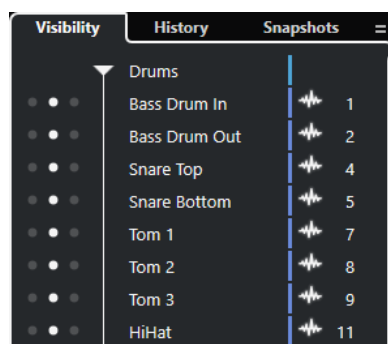 Visibility History Snapshots
Drums
Bass Drum In 1
Bass Drum Out 2
Snare Top 4
Snare Bottom 5
Tom 1 7
Tom 2 8
Tom 3 9
HiHat 11